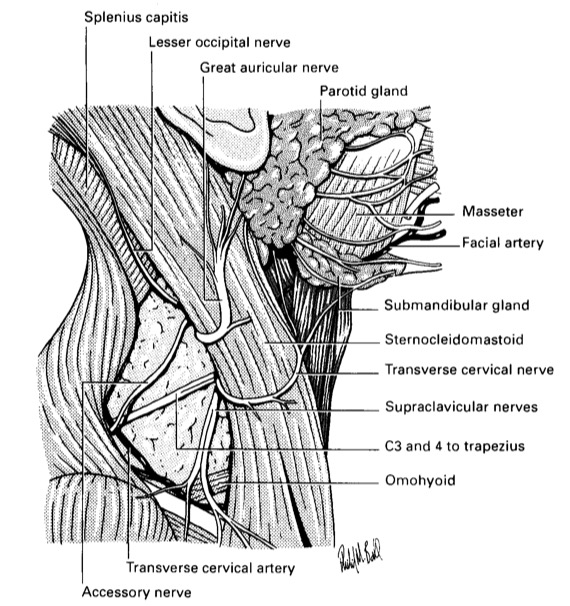 Splenius capitis
Lesser occipital nerve
Great auricular nerve
Parotid gland
Masseter
Facial artery
Submandibular gland
Sternocleidomastoid
Transverse cervical nerve
Supraclavicular nerves
C3 and 4 to trapezius
Omohyoid
Transverse cervical artery
Accessory nerve